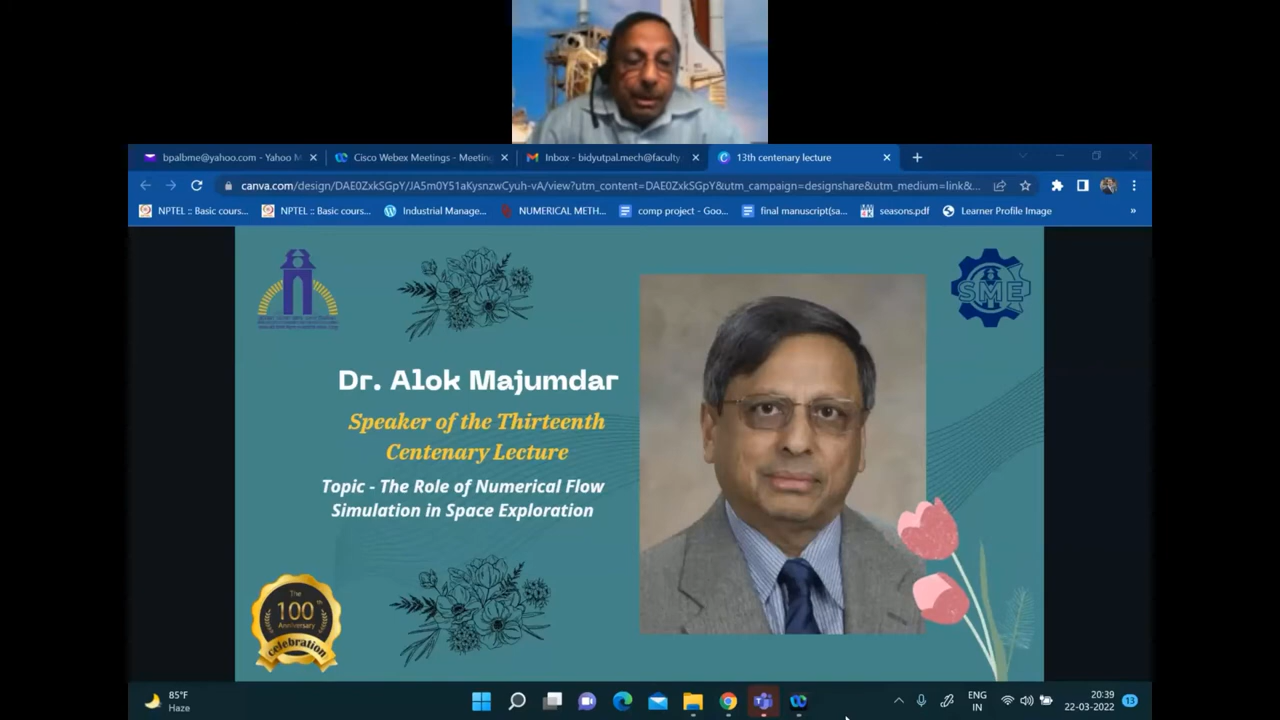 bpalbme@yahoo.com - Yahoo M
Cisco Webex Meetings - Meeting
Inbox - bidyutpal.mech@faculty
13th centenary lecture
canva.com/design/DAE0ZxkSGpY/JA5m0Y51aKysnzwCyuh-vA/view?utm_content=DAE0ZxkSGpY&utm_campaign=designshare&utm_medium=link&...
NPTEL :: Basic cours...
NPTEL :: Basic cours...
Industrial Manage...
NUMERICAL METH...
comp project - Goo...
final manuscript(sa...
seasons.pdf
Learner Profile Image
SME
Dr. Alok Majumdar
Speaker of the Thirteenth
Centenary Lecture
Topic - The Role of Numerical Flow
Simulation in Space Exploration
The
100th
Anniversary
celebration
85°F
Haze
ENG
IN
20:39
22-03-2022
13